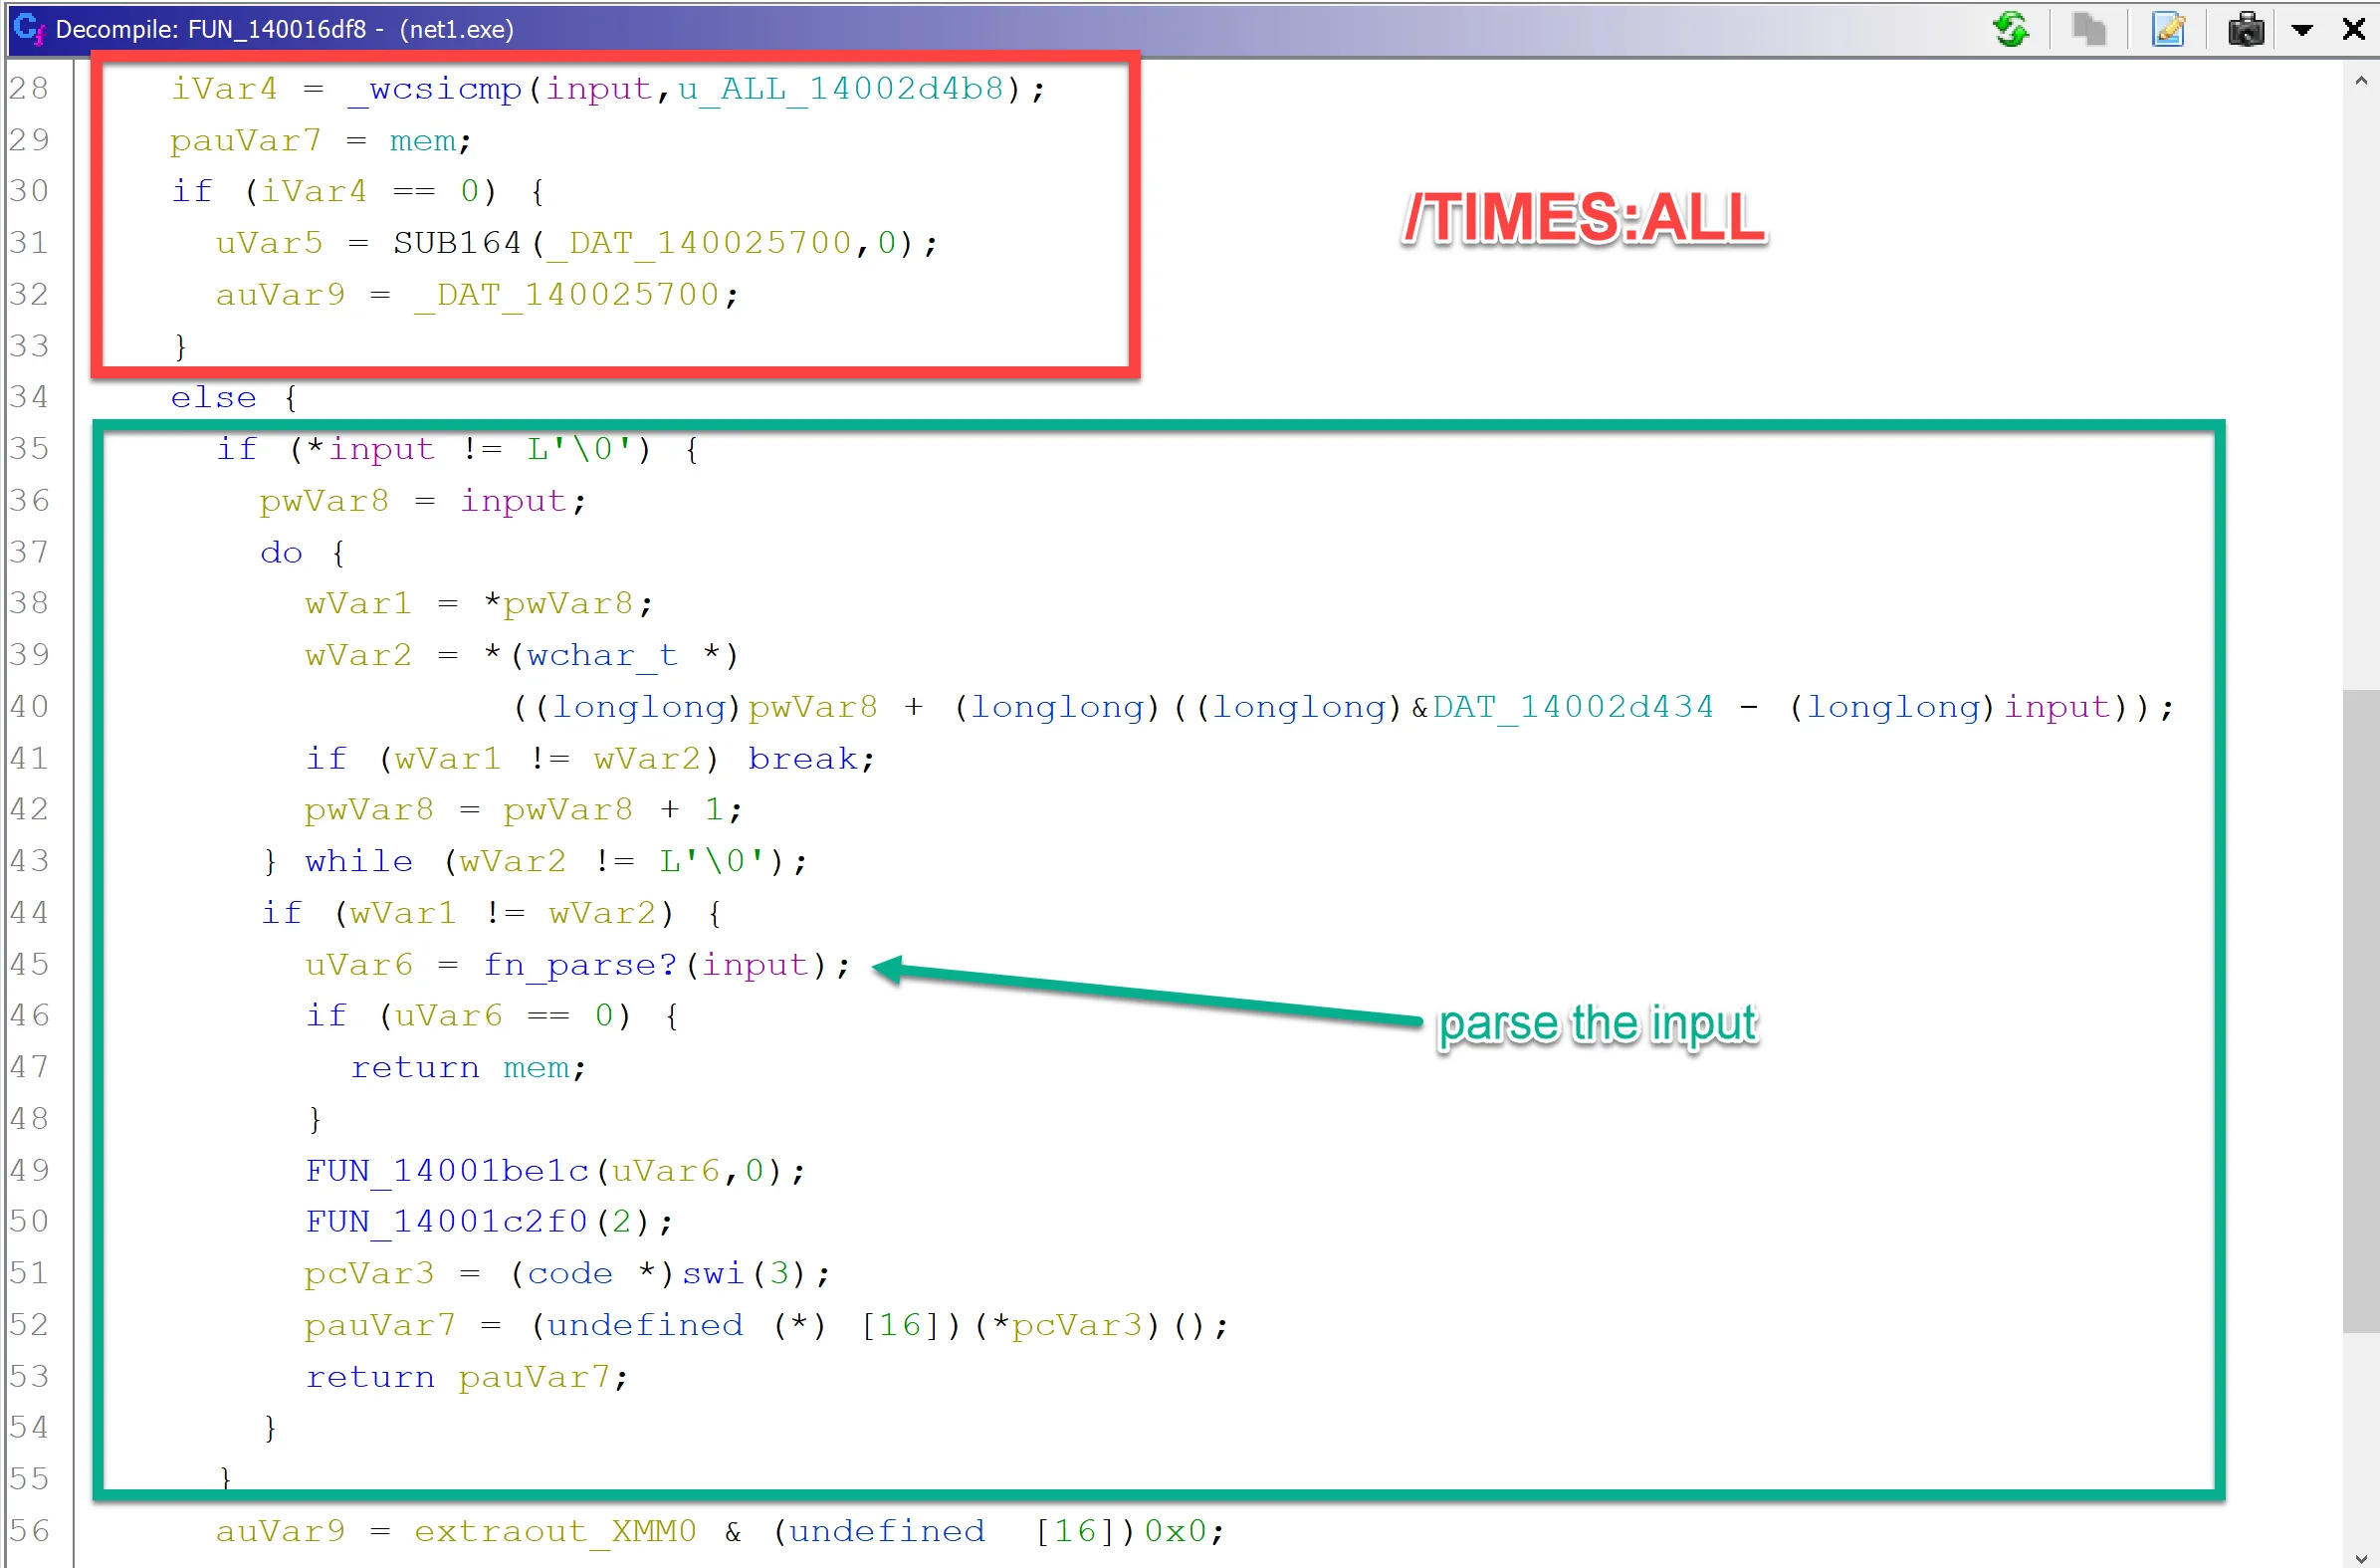 Decompile: FUN_140016df8 - (net1.exe)
28 iVar4 = _wcsicmp(input,u_ALL_14002d4b8);
29 pauVar7 = mem;
30 if (iVar4 == 0) {
/TIMES:ALL
31 uVar5 = SUB164(_DAT_140025700,0);
32 auVar9 = _DAT_140025700;
33 }
34 else {
35 if (*input != L'\0') {
36 pwVar8 = input;
37 do {
38 wVar1 = *pwVar8;
39 wVar2 = *(wchar_t *)
40 ((longlong)pwVar8 + (longlong)((longlong)&DAT_14002d434 - (longlong)input));
41 if (wVar1 != wVar2) break;
42 pwVar8 = pwVar8 + 1;
43 } while (wVar2 != L'\0');
44 if (wVar1 != wVar2) {
45 uVar6 = fn_parse?(input);
46 if (uVar6 == 0) {
parse the input
47 return mem;
48 }
49 FUN_14001be1c(uVar6,0);
50 FUN_14001c2f0(2);
51 pcVar3 = (code *)swi(3);
52 pauVar7 = (undefined (*) [16])(*pcVar3)();
53 return pauVar7;
54 }
55 }
56 auVar9 = extraout_XMM0 & (undefined [16])0x0;